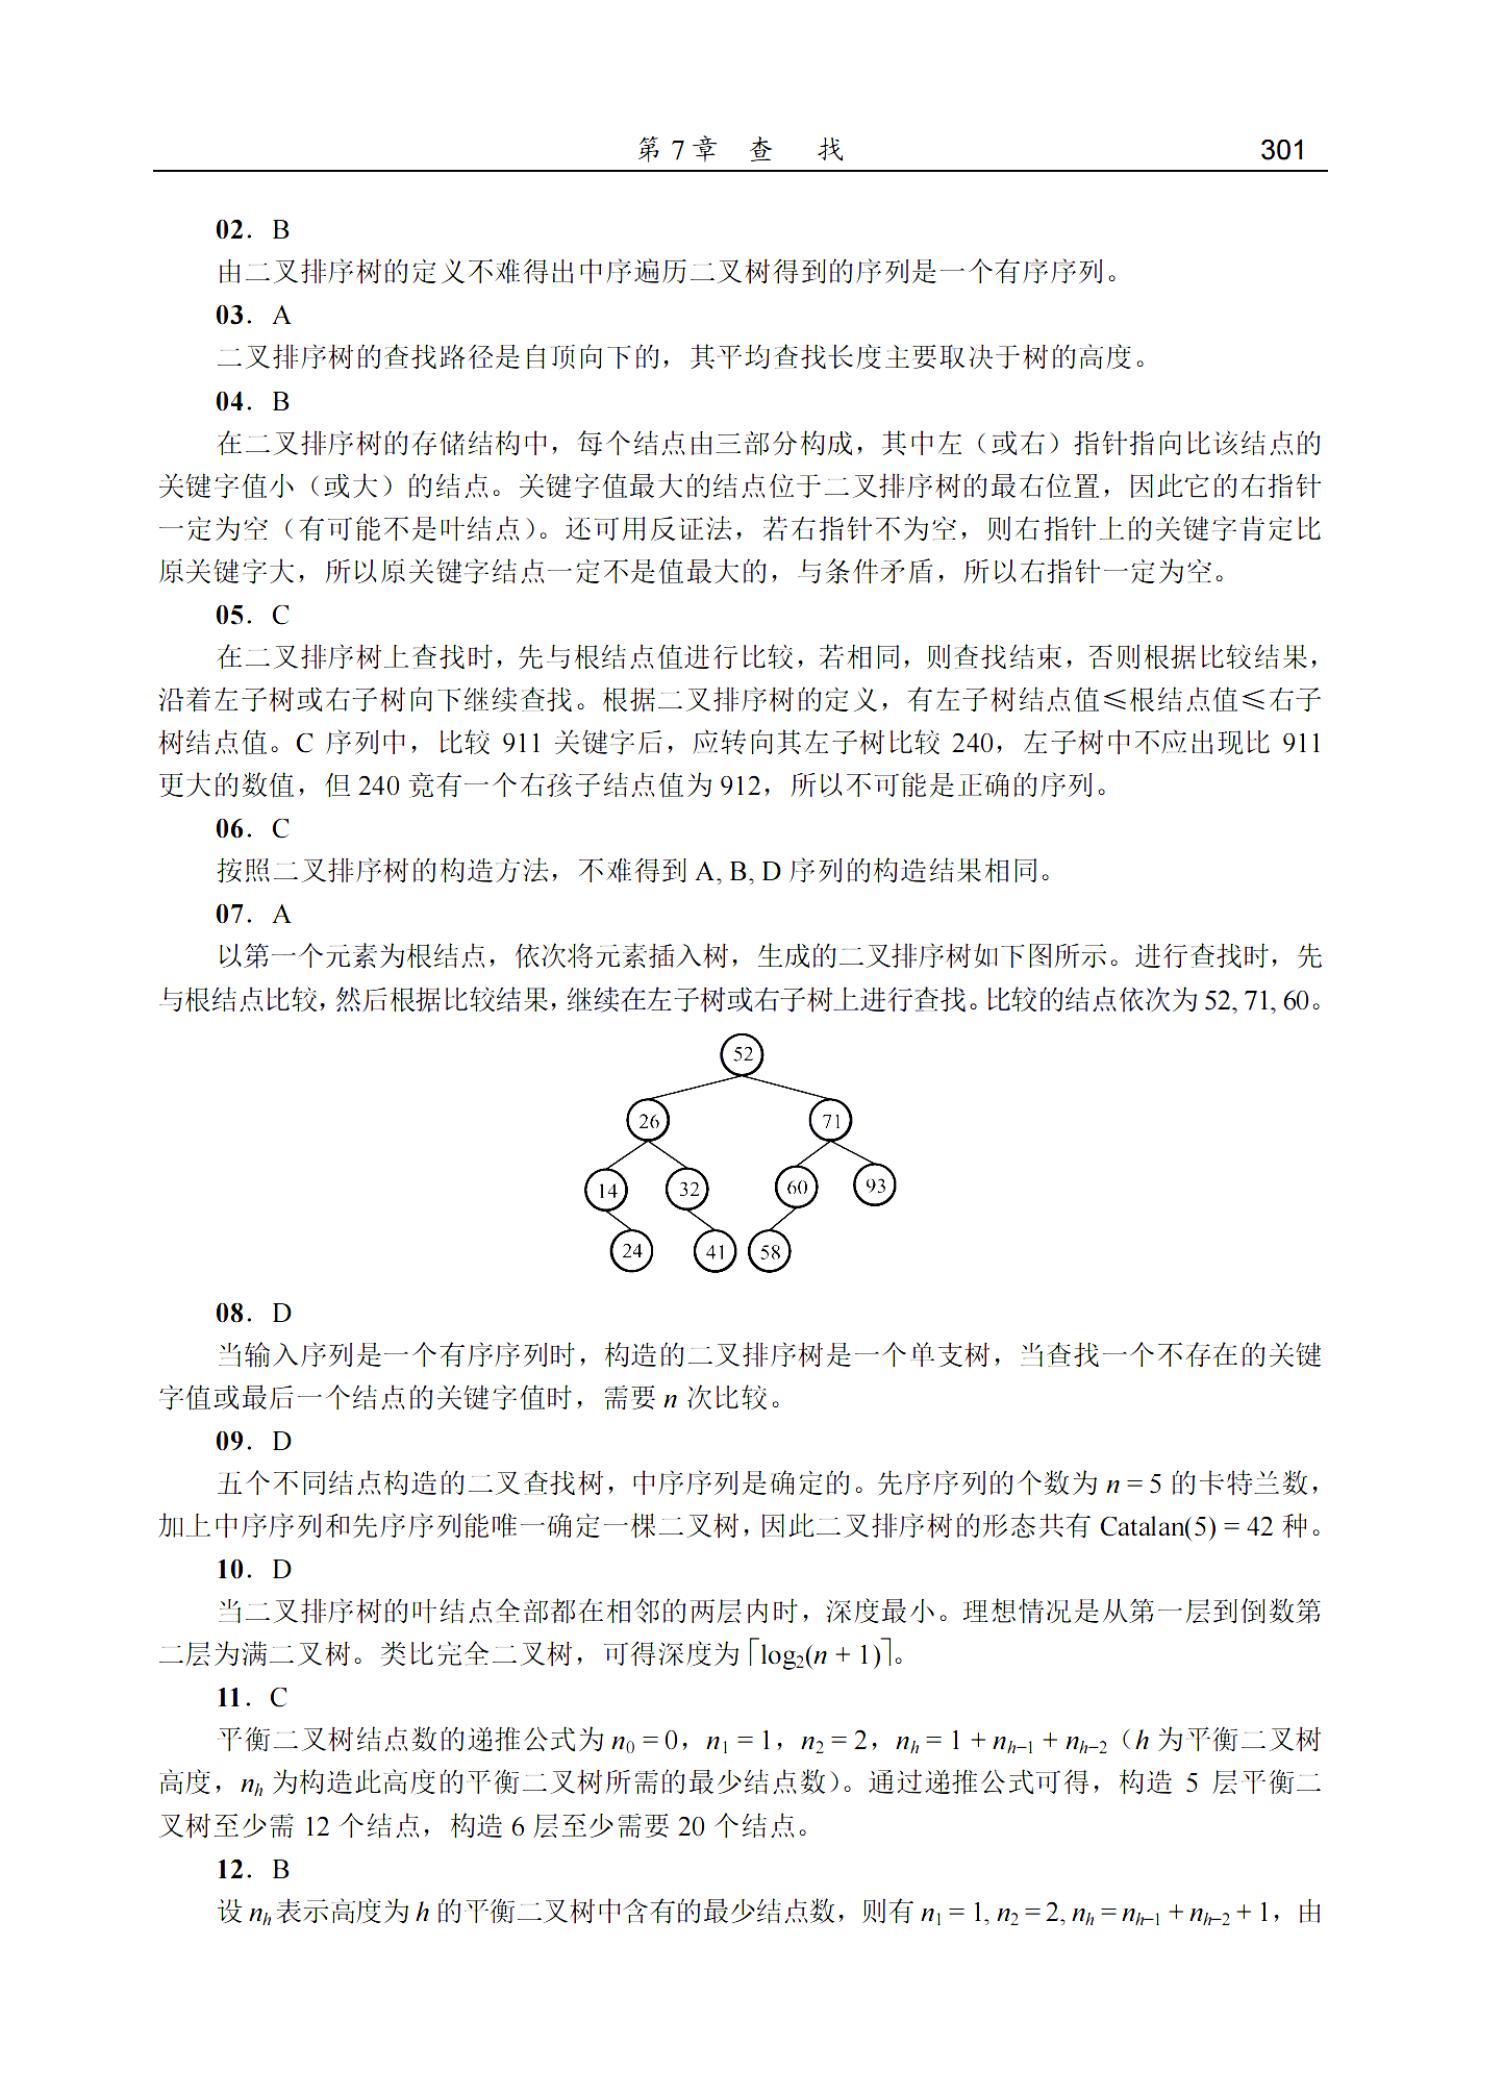 第 7 章 查 找 301
02． B
由二叉排序树的定义不难得出中序遍历二叉树得到的序列是一个有序序列。
03． A
二叉排序树的查找路径是自顶向下的，其平均查找长度主要取决于树的高度。
04． B
在二叉排序树的存储结构中，每个结点由三部分构成，其中左（或右）指针指向比该结点的
关键字值小（或大）的结点。关键字值最大的结点位于二叉排序树的最右位置，因此它的右指针
一定为空（有可能不是叶结点）。还可用反证法，若右指针不为空，则右指针上的关键字肯定比
原关键字大，所以原关键字结点一定不是值最大的，与条件矛盾，所以右指针一定为空。
05． C
在二叉排序树上查找时，先与根结点值进行比较，若相同，则查找结束，否则根据比较结果，
沿着左子树或右子树向下继续查找。根据二叉排序树的定义，有左子树结点值≤根结点值≤右子
树结点值。C 序列中，比较 911 关键字后，应转向其左子树比较 240，左子树中不应出现比 911
更大的数值，但 240 竟有一个右孩子结点值为 912，所以不可能是正确的序列。
06． C
按照二叉排序树的构造方法，不难得到 A, B, D 序列的构造结果相同。
07． A
以第一个元素为根结点，依次将元素插入树，生成的二叉排序树如下图所示。进行查找时，先
与根结点比较，然后根据比较结果，继续在左子树或右子树上进行查找。比较的结点依次为 52, 71, 60。
52
26 71
14 32 60 93
24 41 58
08． D
当输入序列是一个有序序列时，构造的二叉排序树是一个单支树，当查找一个不存在的关键
字值或最后一个结点的关键字值时，需要 n 次比较。
09． D
五个不同结点构造的二叉查找树，中序序列是确定的。先序序列的个数为 n = 5 的卡特兰数，
加上中序序列和先序序列能唯一确定一棵二叉树，因此二叉排序树的形态共有 Catalan(5) = 42 种。
10． D
当二叉排序树的叶结点全部都在相邻的两层内时，深度最小。理想情况是从第一层到倒数第
二层为满二叉树。类比完全二叉树，可得深度为⌈log₂(n + 1)⌉。
11． C
平衡二叉树结点数的递推公式为 n₀ = 0，n₁ = 1，n₂ = 2，nₕ = 1 + nₕ₋₁ + nₕ₋₂（h 为平衡二叉树
高度，nₕ 为构造此高度的平衡二叉树所需的最少结点数）。通过递推公式可得，构造 5 层平衡二
叉树至少需 12 个结点，构造 6 层至少需要 20 个结点。
12． B
设 nₕ 表示高度为 h 的平衡二叉树中含有的最少结点数，则有 n₁ = 1, n₂ = 2, nₕ = nₕ₋₁ + nₕ₋₂ + 1，由